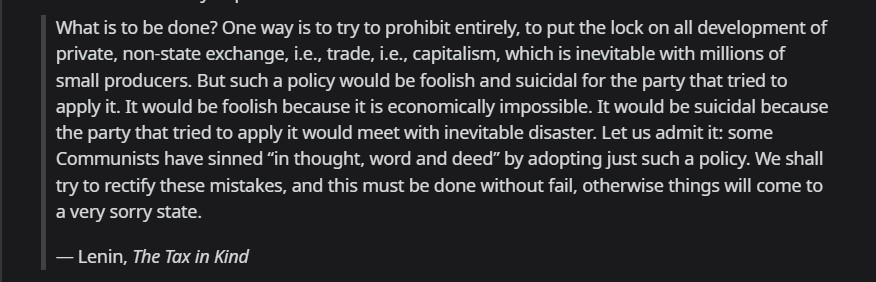 What is to be done? One way is to try to prohibit entirely, to put the lock on all development of
private, non-state exchange, i.e., trade, i.e., capitalism, which is inevitable with millions of
small producers. But such a policy would be foolish and suicidal for the party that tried to
apply it. It would be foolish because it is economically impossible. It would be suicidal because
the party that tried to apply it would meet with inevitable disaster. Let us admit it: some
Communists have sinned “in thought, word and deed” by adopting just such a policy. We shall
try to rectify these mistakes, and this must be done without fail, otherwise things will come to
a very sorry state.
— Lenin, The Tax in Kind